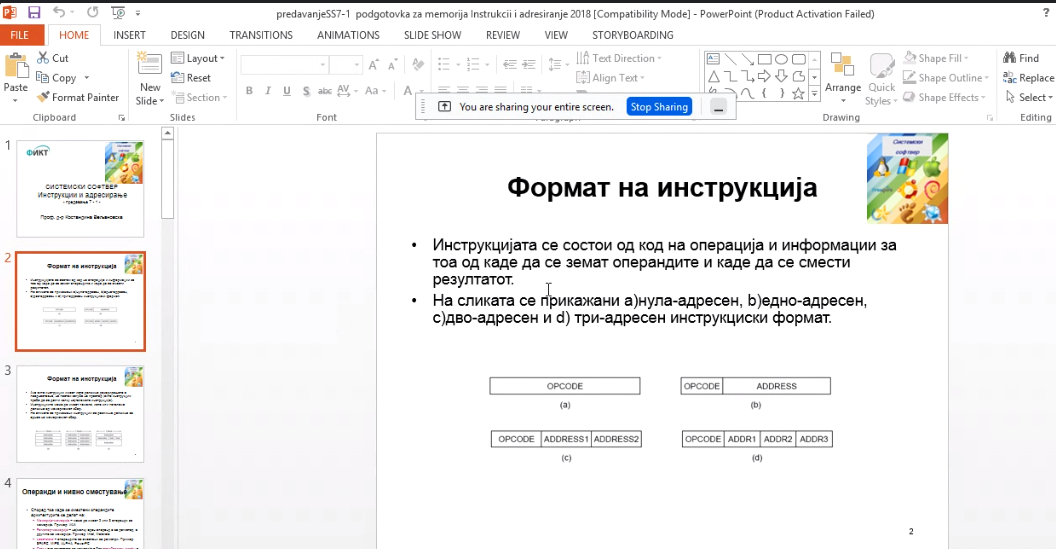 predavanjeSS7-1 podgotovka za memorija Instrukcii i adresiranje 2018 [Compatibility Mode] - PowerPoint (Product Activation Failed)
?
FILE HOME INSERT DESIGN TRANSITIONS ANIMATIONS SLIDE SHOW REVIEW VIEW STORYBOARDING
Cut
Copy
Format Painter
Paste
Clipboard
New
Slide
Layout
Reset
Section
Slides
B I U S abc AV Aa A
Font
Text Direction
Align Text
You are sharing your entire screen. Stop Sharing
Arrange
Quick
Styles
Shape Fill
Shape Outline
Shape Effects
Drawing
Find
Replace
Select
Editing
1
ФИКТ
СИСТЕМСКИ СОФТВЕР
Инструкции и адресирање
2
Формат на инструкција
3
Формат на инструкција
4
Операнди и нивно сместување
Системски
софтвер
Формат на инструкција
• Инструкцијата се состои од код на операција и информации за
тоа од каде да се земат операндите и каде да се смести
резултатот.
• На сликата се прикажани a)нула-адресен, b)едно-адресен,
c)дво-адресен и d) три-адресен инструкциски формат.
OPCODE
(a)
OPCODE ADDRESS
(b)
OPCODE ADDRESS1 ADDRESS2
(c)
OPCODE ADDR1 ADDR2 ADDR3
(d)
2